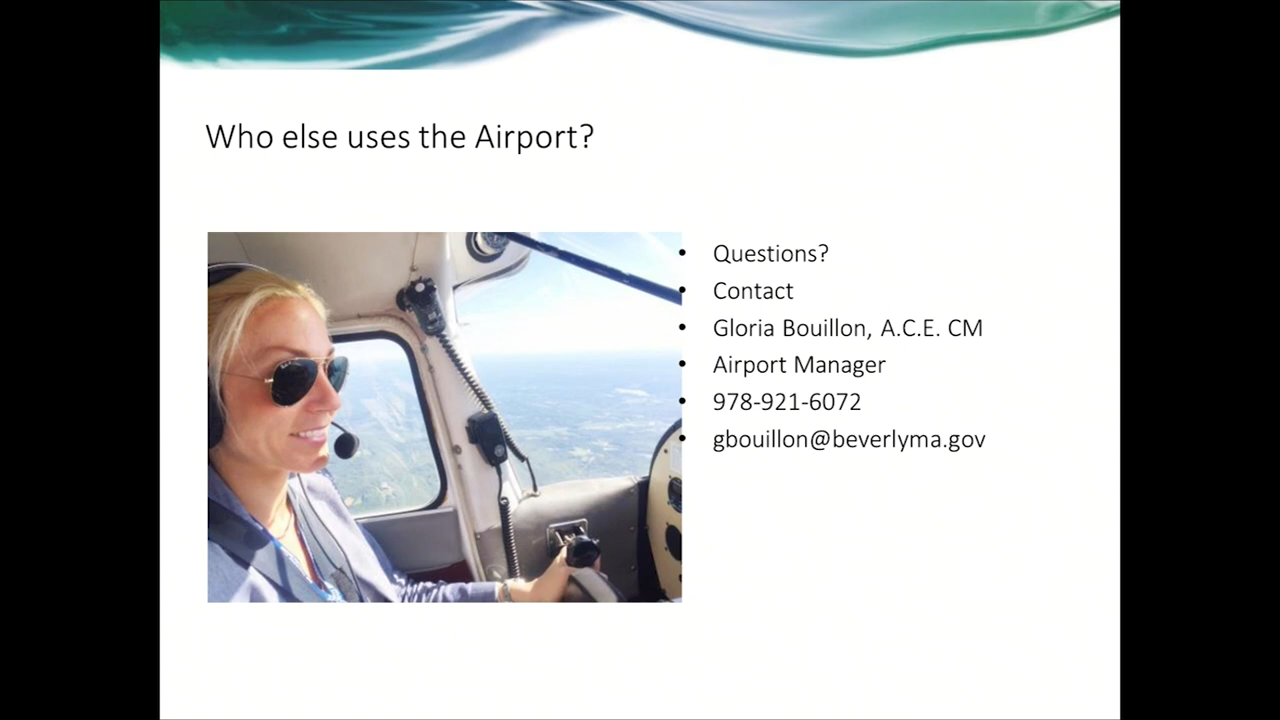 Who else uses the Airport?
• Questions?
• Contact
• Gloria Bouillon, A.C.E. CM
• Airport Manager
• 978-921-6072
• gbouillon@beverlyma.gov